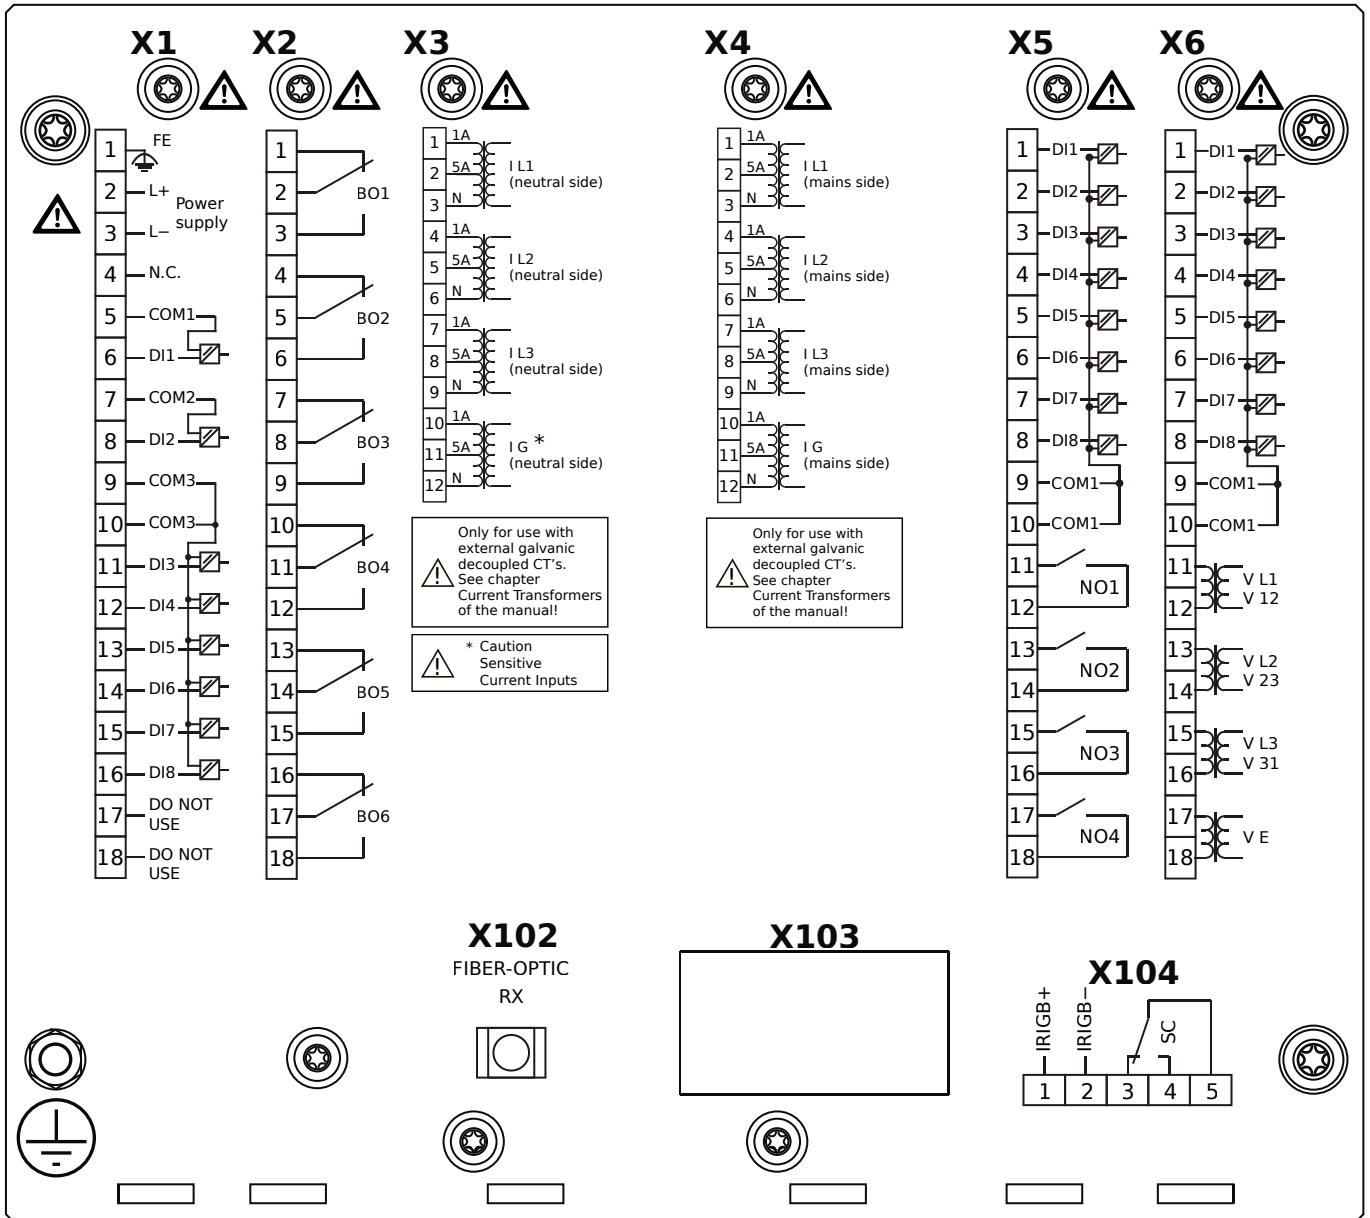 X1
X2
X3
X4
X5
X6
1
FE
2
L+
Power
supply
3
L−
4
N.C.
5
COM1
6
DI1
7
COM2
8
DI2
9
COM3
10
COM3
11
DI3
12
DI4
13
DI5
14
DI6
15
DI7
16
DI8
17
DO NOT
USE
18
DO NOT
USE
1
2
BO1
3
4
5
BO2
6
7
8
BO3
9
10
11
BO4
12
13
14
BO5
15
16
17
BO6
18
1
1A
2
5A
I L1
(neutral side)
3
N
4
1A
5
5A
I L2
(neutral side)
6
N
7
1A
8
5A
I L3
(neutral side)
9
N
10
1A
11
5A
I G *
(neutral side)
12
N
Only for use with
external galvanic
decoupled CT's.
See chapter
Current Transformers
of the manual!
* Caution
Sensitive
Current Inputs
1
1A
2
5A
I L1
(mains side)
3
N
4
1A
5
5A
I L2
(mains side)
6
N
7
1A
8
5A
I L3
(mains side)
9
N
10
1A
11
5A
I G
(mains side)
12
N
Only for use with
external galvanic
decoupled CT's.
See chapter
Current Transformers
of the manual!
1
DI1
2
DI2
3
DI3
4
DI4
5
DI5
6
DI6
7
DI7
8
DI8
9
COM1
10
COM1
11
NO1
12
13
NO2
14
15
NO3
16
17
NO4
18
1
DI1
2
DI2
3
DI3
4
DI4
5
DI5
6
DI6
7
DI7
8
DI8
9
COM1
10
COM1
11
V L1
12
V 12
13
V L2
14
V 23
15
V L3
16
V 31
17
V E
18
X102
FIBER-OPTIC
RX
X103
X104
IRIGB+
IRIGB−
SC
1
2
3
4
5